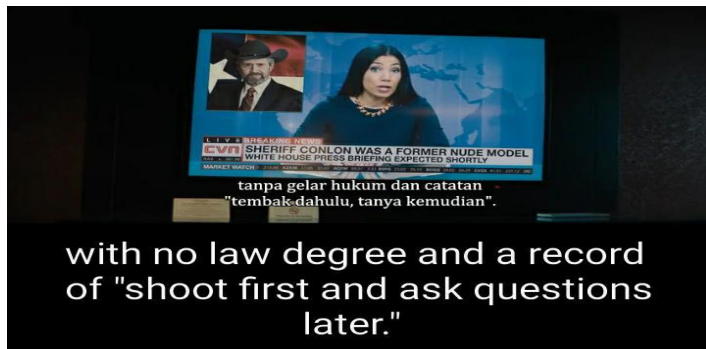 LIVE BREAKING NEWS
CVN SHERIFF CONLON WAS A FORMER NUDE MODEL
WHITE HOUSE PRESS BRIEFING EXPECTED SHORTLY
MARKET WATCH
tanpa gelar hukum dan catatan
"tembak dahulu, tanya kemudian".
with no law degree and a record
of "shoot first and ask questions
later."